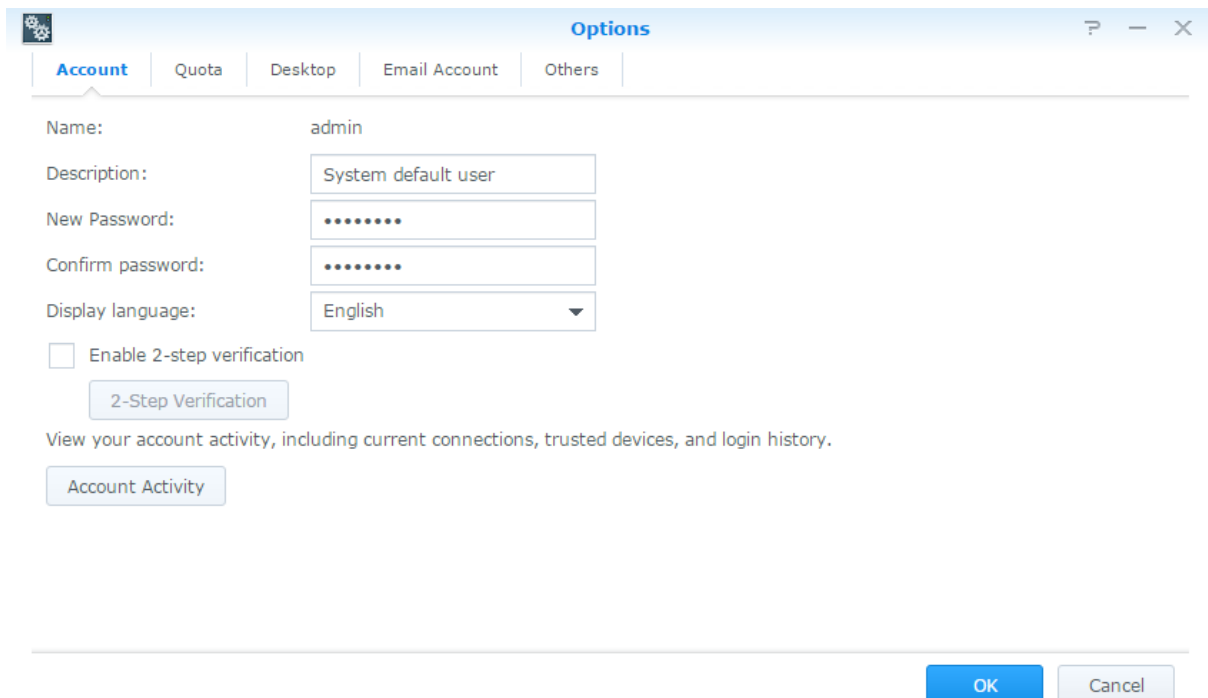 Options
Account Quota Desktop Email Account Others
Name: admin
Description: System default user
New Password: ••••••••
Confirm password: ••••••••
Display language: English
Enable 2-step verification
2-Step Verification
View your account activity, including current connections, trusted devices, and login history.
Account Activity
OK Cancel